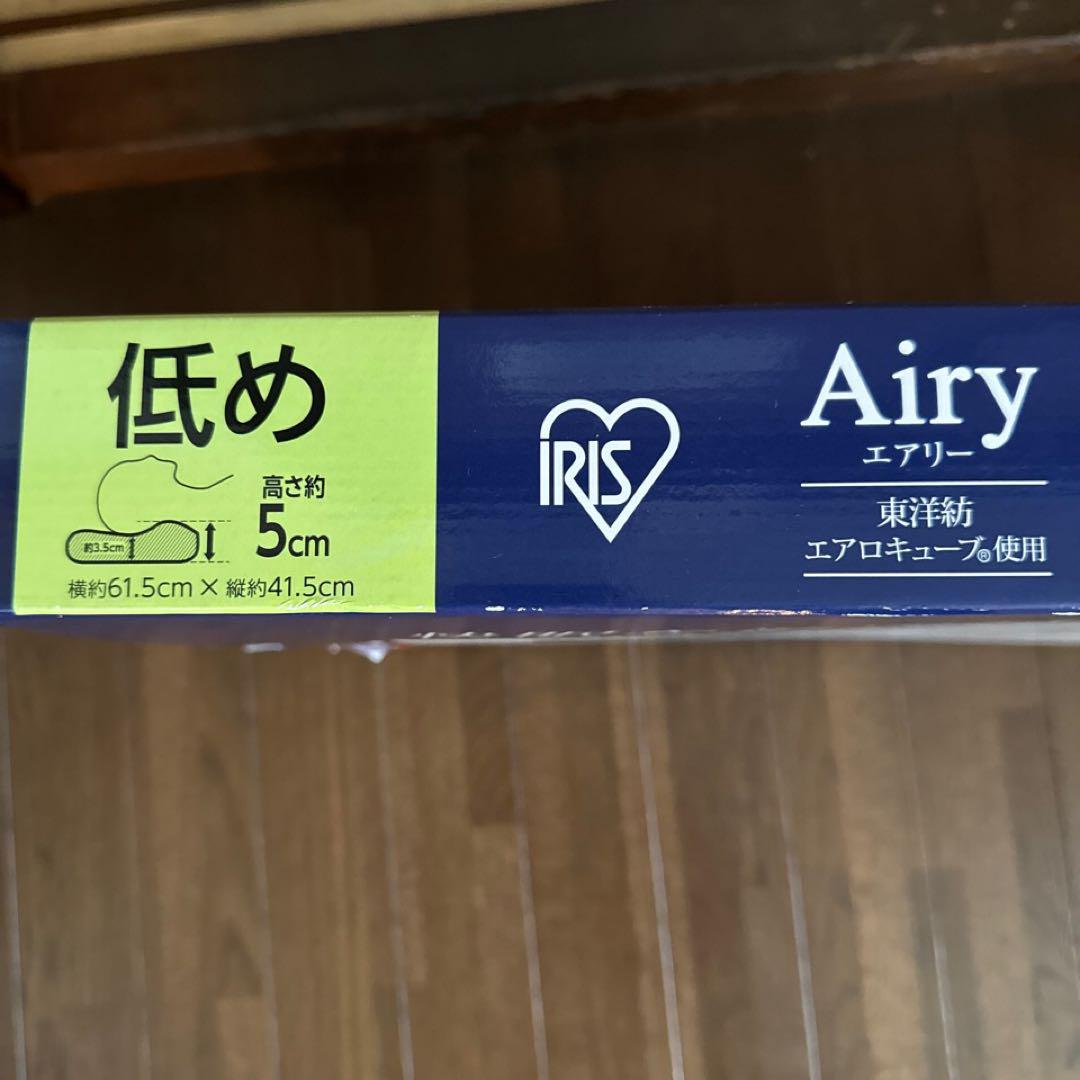 低め
高さ約
5cm
約3.5cm
横約61.5cm×縦約41.5cm
IRIS
Airy
エアリー
東洋紡
エアロキューブ®使用